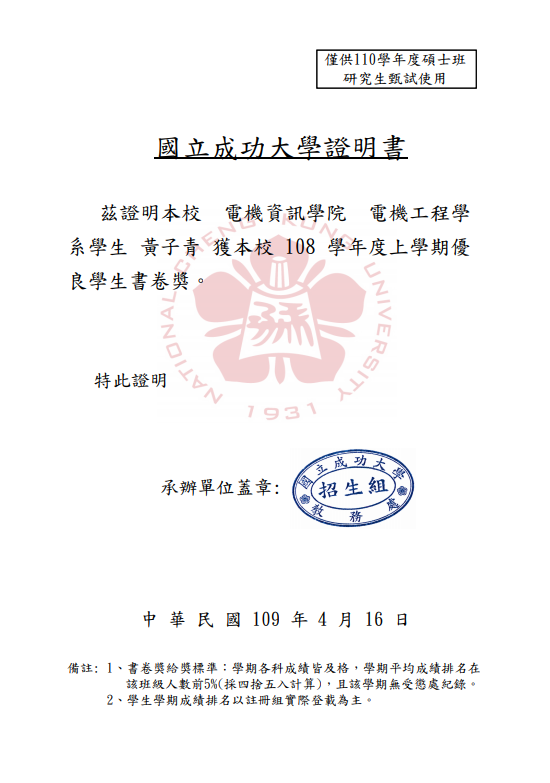 僅供110學年度碩士班
研究生甄試使用
國立成功大學證明書
茲證明本校 電機資訊學院 電機工程學
系學生 黃子青 獲本校 108 學年度上學期優
良學生書卷獎。
NATIONAL CHENG KUNG UNIVERSITY
1931
特此證明
承辦單位蓋章:
國立成功大學
招生組
教務處
中 華 民 國 109 年 4 月 16 日
備註: 1、書卷獎給獎標準:學期各科成績皆及格,學期平均成績排名在
該班級人數前5%(採四捨五入計算),且該學期無受懲處紀錄。
2、學生學期成績排名以註冊組實際登載為主。